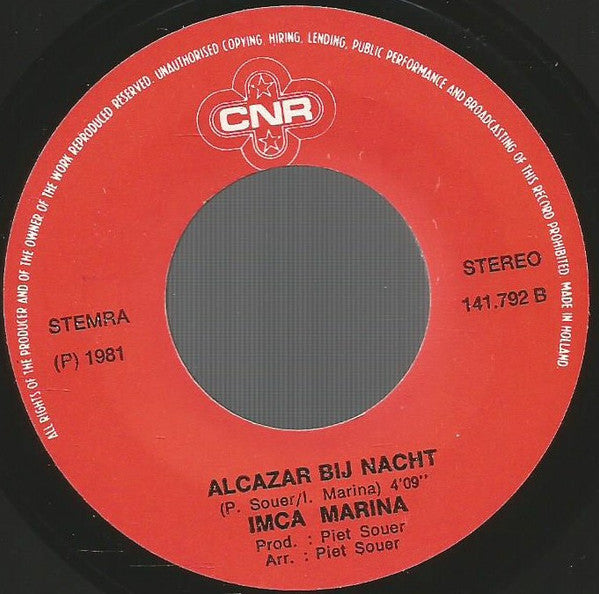 ALL RIGHTS OF THE PRODUCER AND OF THE OWNER OF THE WORK REPRODUCED RESERVED. UNAUTHORISED COPYING, HIRING, LENDING, PUBLIC PERFORMANCE AND BROADCASTING OF THIS RECORD PROHIBITED. MADE IN HOLLAND.
CNR
STEMRA
(P) 1981
STEREO
141.792 B
ALCAZAR BIJ NACHT
(P. Souer/I. Marina) 4'09"
IMCA MARINA
Prod. : Piet Souer
Arr. : Piet Souer